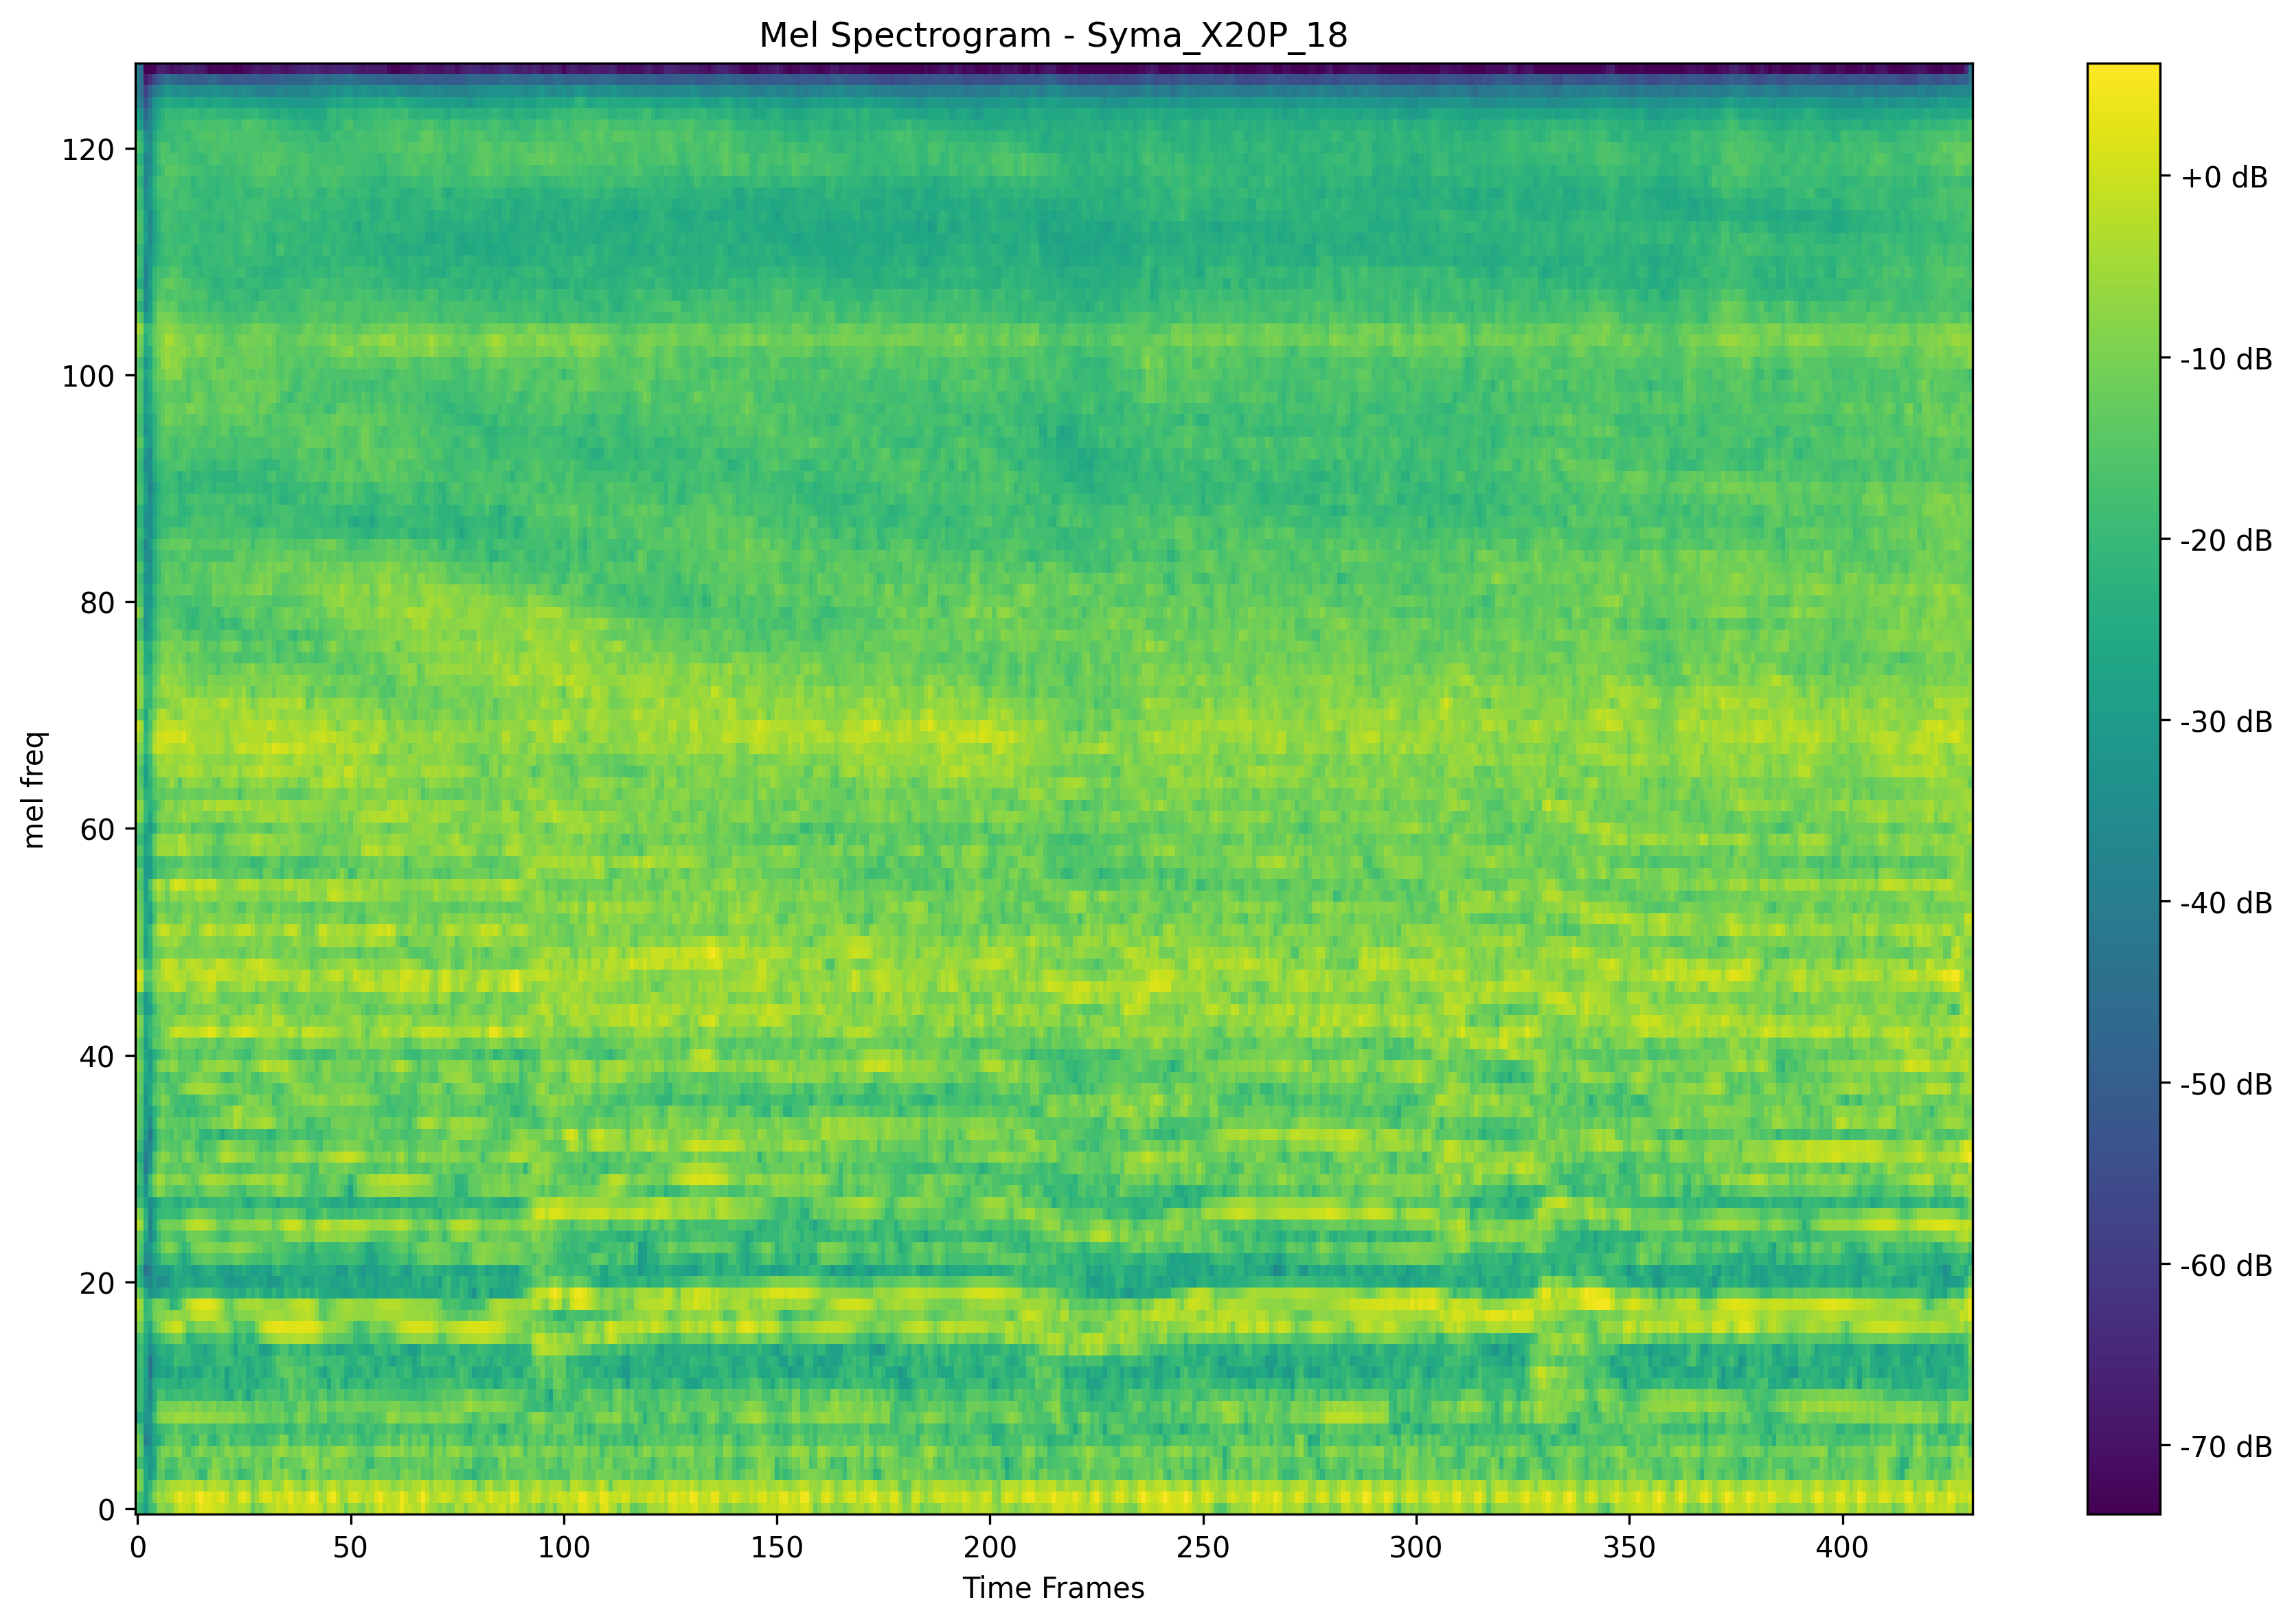 Mel Spectrogram - Syma_X20P_18
mel freq
120
100
80
60
40
20
0
0 50 100 150 200 250 300 350 400
Time Frames
+0 dB
-10 dB
-20 dB
-30 dB
-40 dB
-50 dB
-60 dB
-70 dB